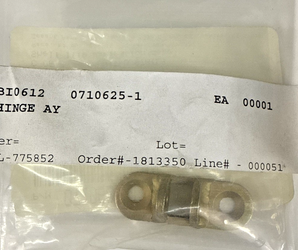 BI0612 0710625-1 EA 00001
HINGE AY
er= Lot=
L-775852 Order#-1813350 Line# - 000051